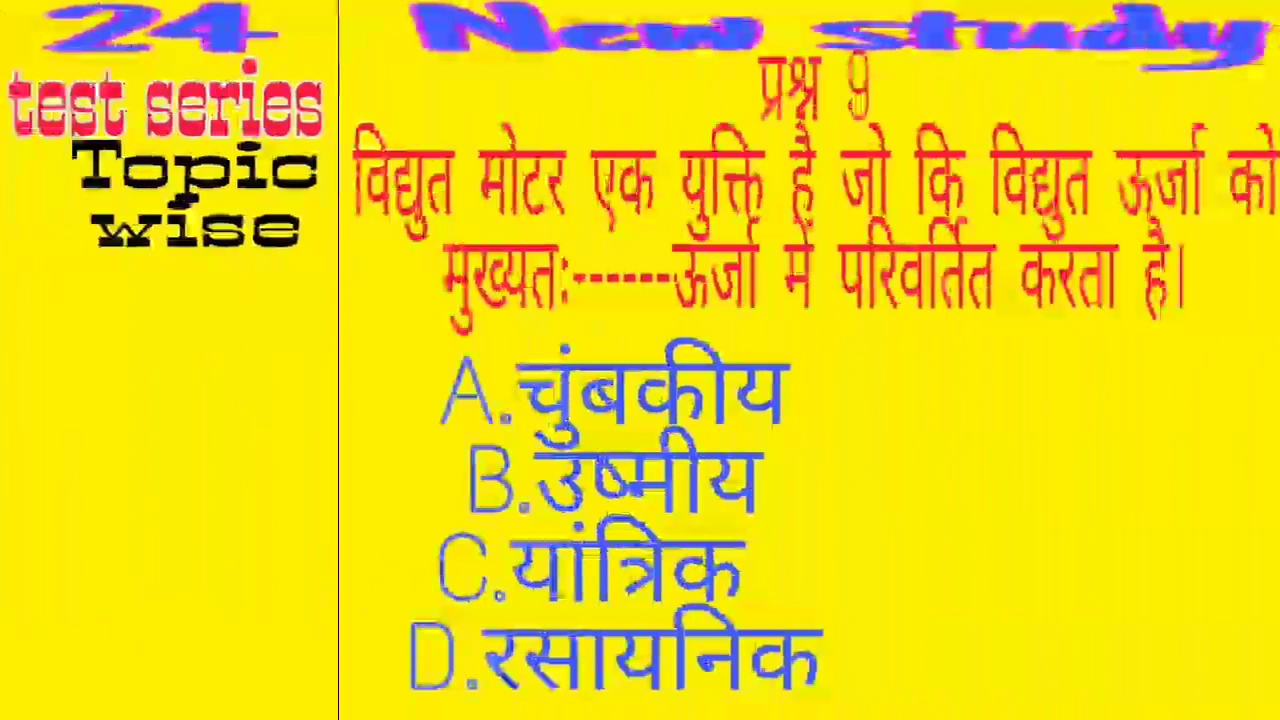 24
test series
Topic
wise
New study
प्रश्न 9
विद्युत मोटर एक युक्ति है जो कि विद्युत ऊर्जा को
मुख्यतः------ऊर्जा में परिवर्तित करता है।
A.चुंबकीय
B.उष्मीय
C.यांत्रिक
D.रसायनिक